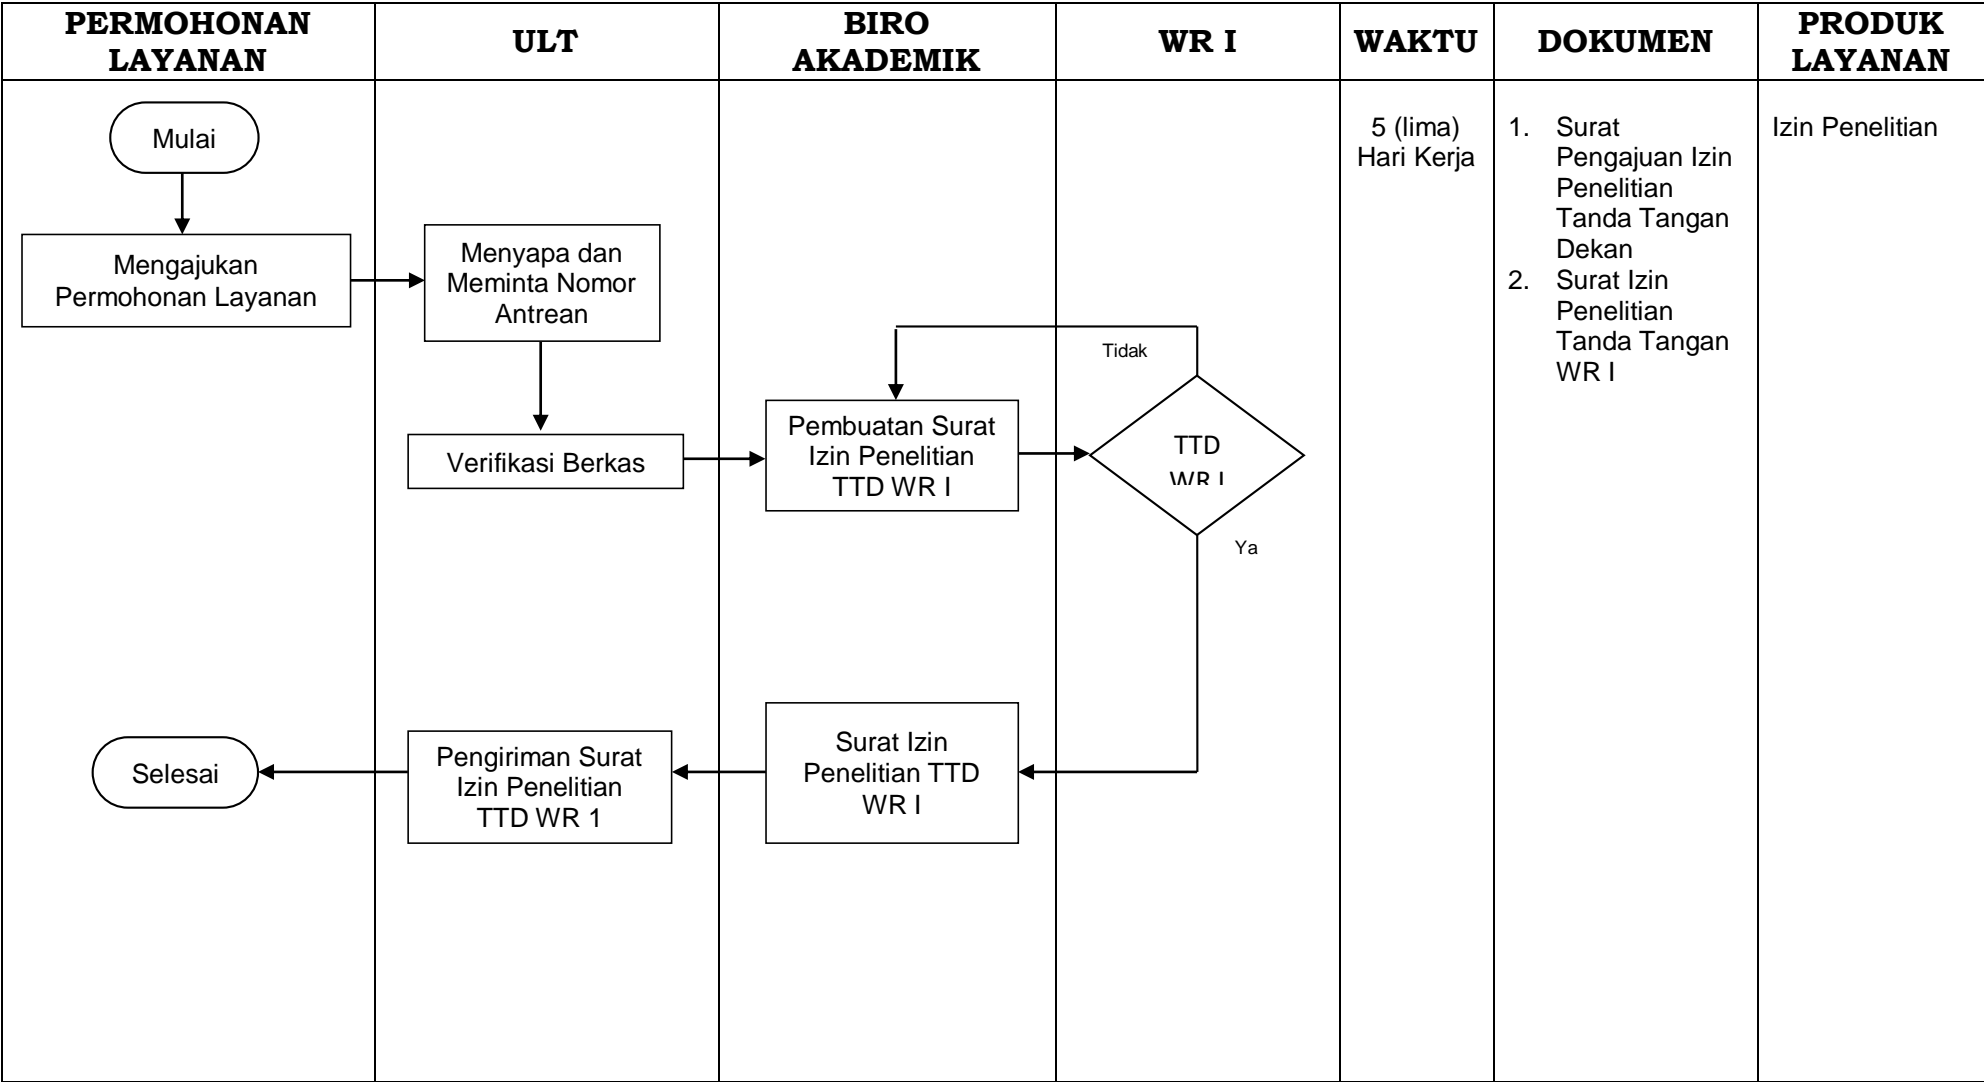 PERMOHONAN
LAYANAN
ULT
BIRO
AKADEMIK
WR I
WAKTU
DOKUMEN
PRODUK
LAYANAN
Mulai
Mengajukan
Permohonan Layanan
Menyapa dan
Meminta Nomor
Antrean
Verifikasi Berkas
Pembuatan Surat
Izin Penelitian
TTD WR I
Tidak
TTD
WR I
Ya
Surat Izin
Penelitian TTD
WR I
Pengiriman Surat
Izin Penelitian
TTD WR 1
Selesai
5 (lima)
Hari Kerja
1. Surat
Pengajuan Izin
Penelitian
Tanda Tangan
Dekan
2. Surat Izin
Penelitian
Tanda Tangan
WR I
Izin Penelitian